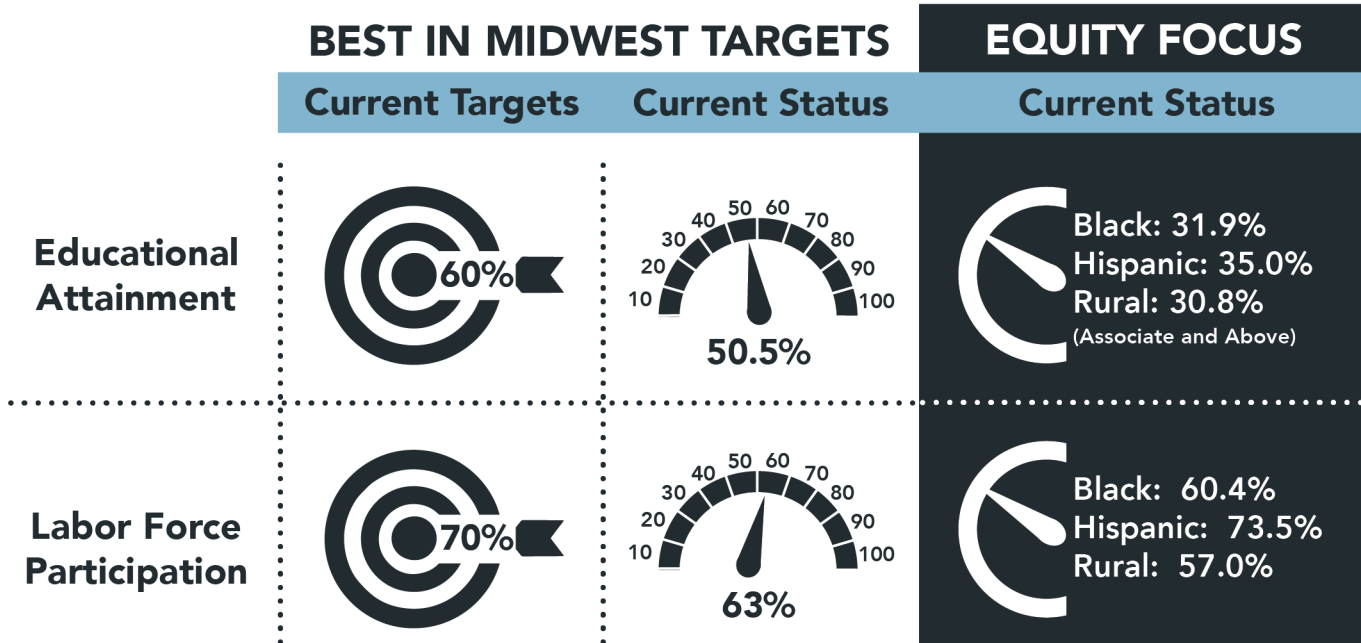 BEST IN MIDWEST TARGETS
EQUITY FOCUS
Current Targets
Current Status
Current Status
Educational
Attainment
60%
10
20
30
40
50
60
70
80
90
100
50.5%
Black: 31.9%
Hispanic: 35.0%
Rural: 30.8%
(Associate and Above)
Labor Force
Participation
70%
10
20
30
40
50
60
70
80
90
100
63%
Black: 60.4%
Hispanic: 73.5%
Rural: 57.0%